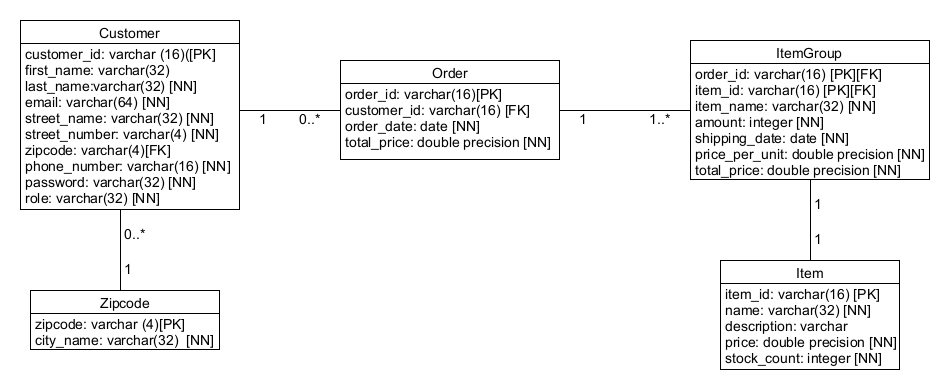 Customer
customer_id: varchar (16)([PK]
first_name: varchar(32)
last_name:varchar(32) [NN]
email: varchar(64) [NN]
street_name: varchar(32) [NN]
street_number: varchar(4) [NN]
zipcode: varchar(4)[FK]
phone_number: varchar(16) [NN]
password: varchar(32) [NN]
role: varchar(32) [NN]
1
0..*
Order
order_id: varchar(16)[PK]
customer_id: varchar(16) [FK]
order_date: date [NN]
total_price: double precision [NN]
1
1..*
ItemGroup
order_id: varchar(16) [PK][FK]
item_id: varchar(16) [PK][FK]
item_name: varchar(32) [NN]
amount: integer [NN]
shipping_date: date [NN]
price_per_unit: double precision [NN]
total_price: double precision [NN]
0..*
1
Zipcode
zipcode: varchar (4)[PK]
city_name: varchar(32)  [NN]
1
1
Item
item_id: varchar(16) [PK]
name: varchar(32) [NN]
description: varchar
price: double precision [NN]
stock_count: integer [NN]